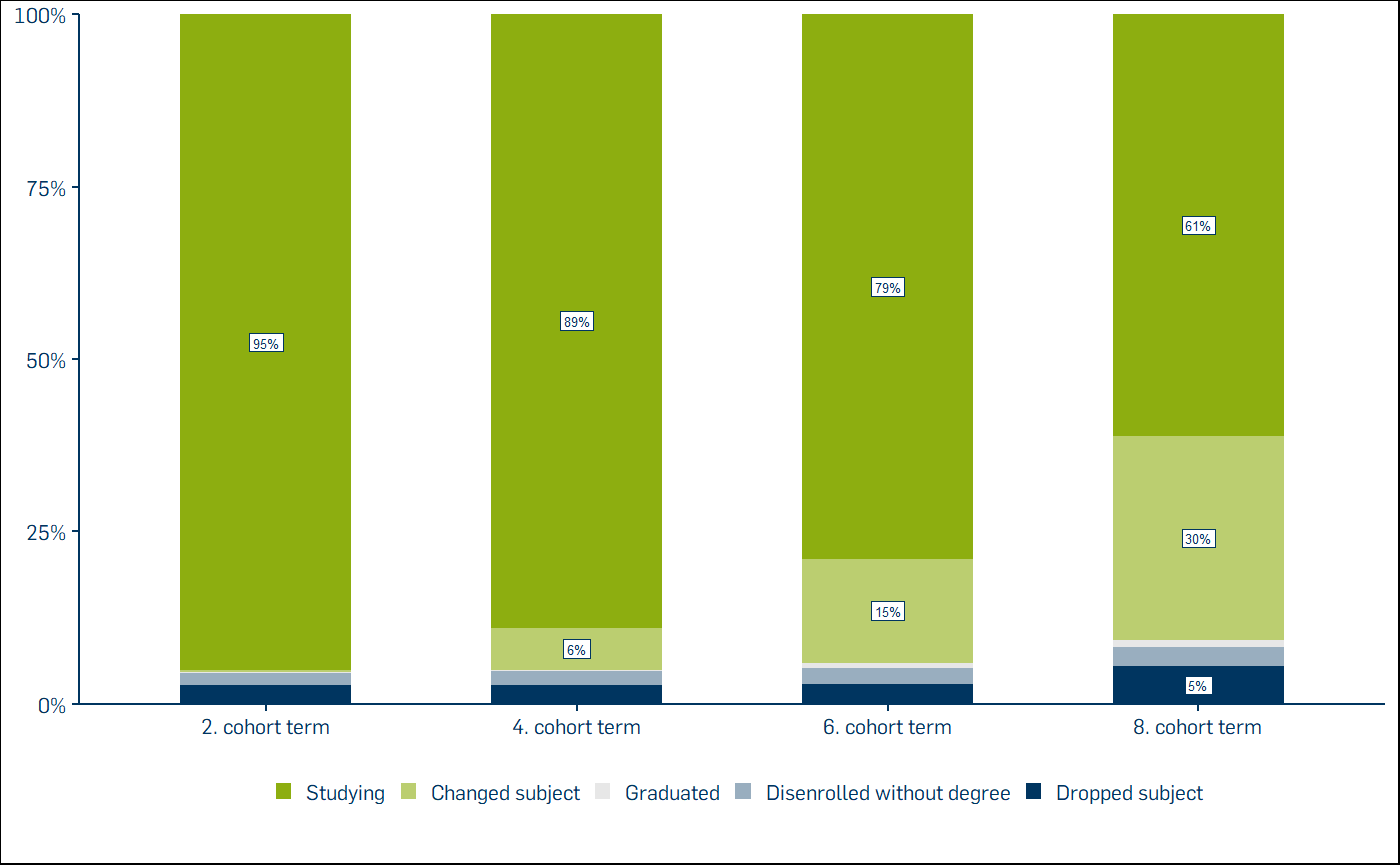 100%
75%
50%
25%
0%
95%
89%
6%
79%
15%
61%
30%
5%
2. cohort term
4. cohort term
6. cohort term
8. cohort term
Studying
Changed subject
Graduated
Disenrolled without degree
Dropped subject